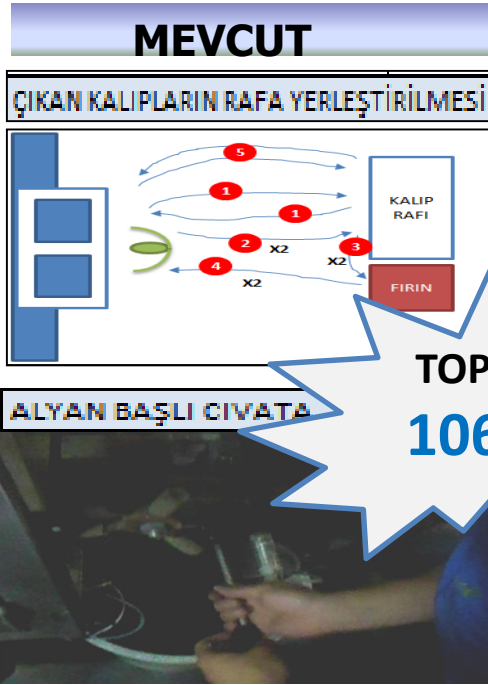 MEVCUT
ÇIKAN KALIPLARIN RAFA YERLEŞTİRİLMESİ
5
1
1
2
X2
3
X2
4
X2
KALIP
RAFI
FIRIN
TOP
106
ALYAN BAŞLI CIVATA